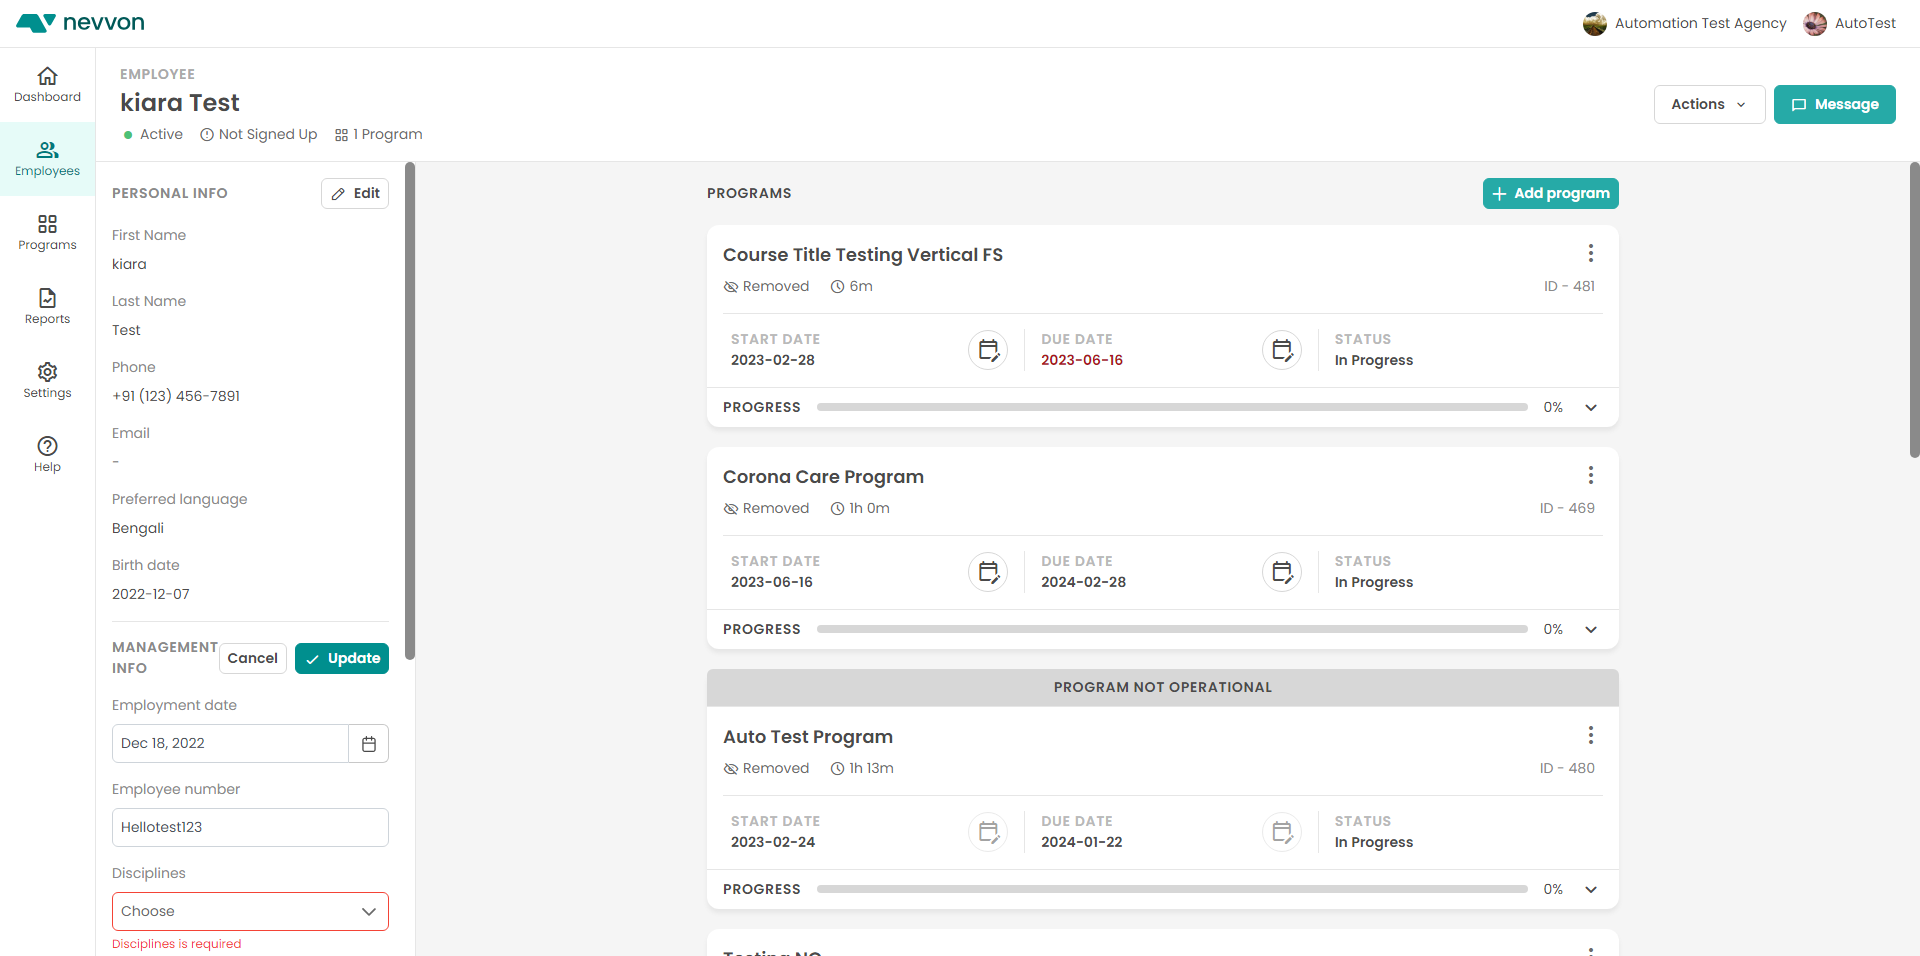 nevvon
Automation Test Agency
AutoTest
Dashboard
Employees
Programs
Reports
Settings
Help
EMPLOYEE
kiara Test
Active
Not Signed Up
1 Program
Actions
Message
PERSONAL INFO
Edit
First Name
kiara
Last Name
Test
Phone
+91 (123) 456-7891
Email
-
Preferred language
Bengali
Birth date
2022-12-07
MANAGEMENT
INFO
Cancel
Update
Employment date
Dec 18, 2022
Employee number
Hellotest123
Disciplines
Choose
Disciplines is required
PROGRAMS
Add program
Course Title Testing Vertical FS
Removed
6m
ID - 481
START DATE
2023-02-28
DUE DATE
2023-06-16
STATUS
In Progress
PROGRESS
0%
Corona Care Program
Removed
1h 0m
ID - 469
START DATE
2023-06-16
DUE DATE
2024-02-28
STATUS
In Progress
PROGRESS
0%
PROGRAM NOT OPERATIONAL
Auto Test Program
Removed
1h 13m
ID - 480
START DATE
2023-02-24
DUE DATE
2024-01-22
STATUS
In Progress
PROGRESS
0%
Testing NC